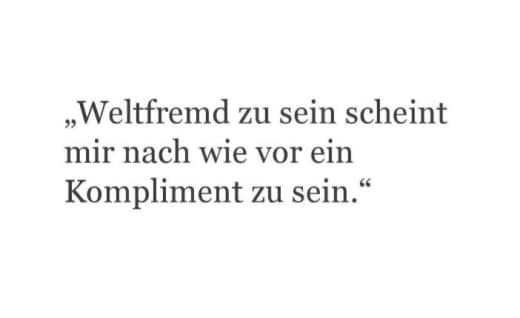 „Weltfremd zu sein scheint
mir nach wie vor ein
Kompliment zu sein.“